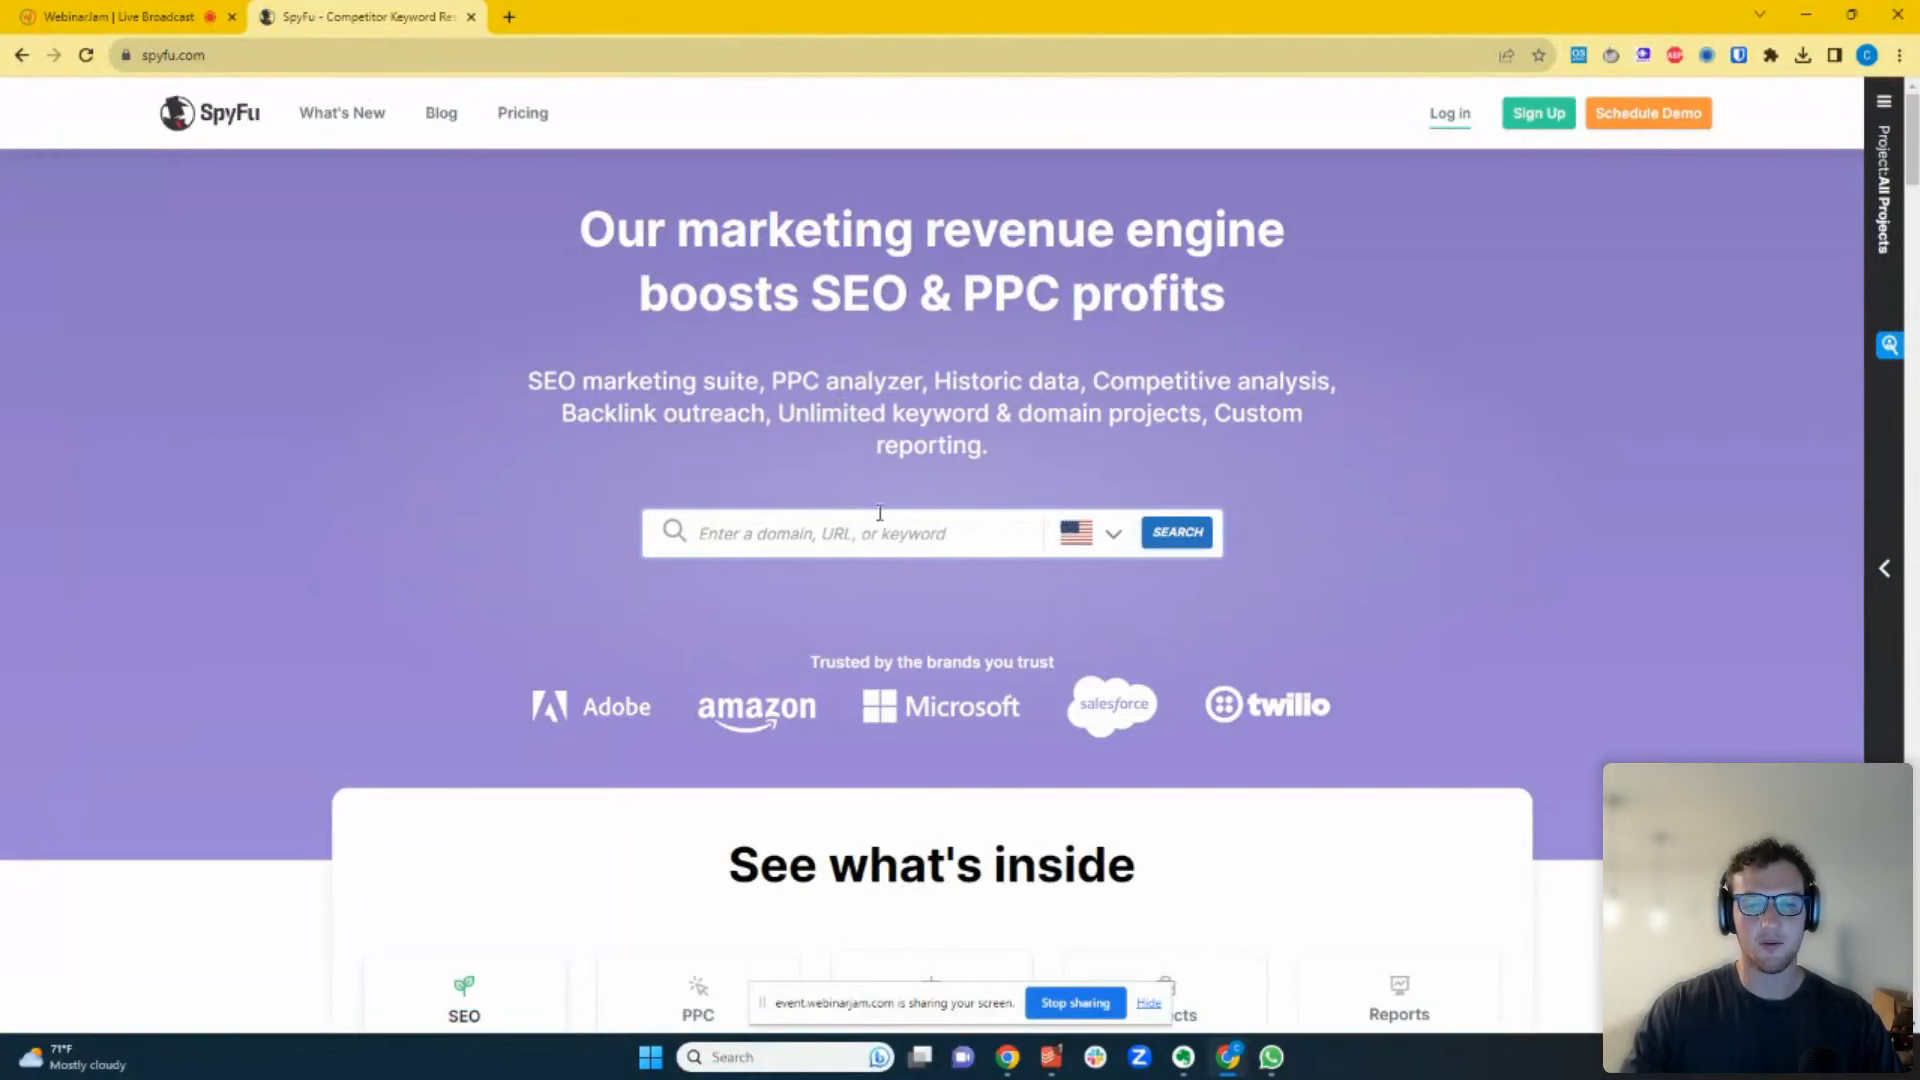 WebinarJam | Live Broadcast
SpyFu - Competitor Keyword Re
spyfu.com
SpyFu
What's New
Blog
Pricing
Log in
Sign Up
Schedule Demo
Project:All Projects
Our marketing revenue engine
boosts SEO & PPC profits
SEO marketing suite, PPC analyzer, Historic data, Competitive analysis,
Backlink outreach, Unlimited keyword & domain projects, Custom
reporting.
Enter a domain, URL, or keyword
SEARCH
Trusted by the brands you trust
Adobe
amazon
Microsoft
salesforce
twilio
See what's inside
SEO
PPC
cts
Reports
event.webinarjam.com is sharing your screen.
Stop sharing
Hide
71°F
Mostly cloudy
Search